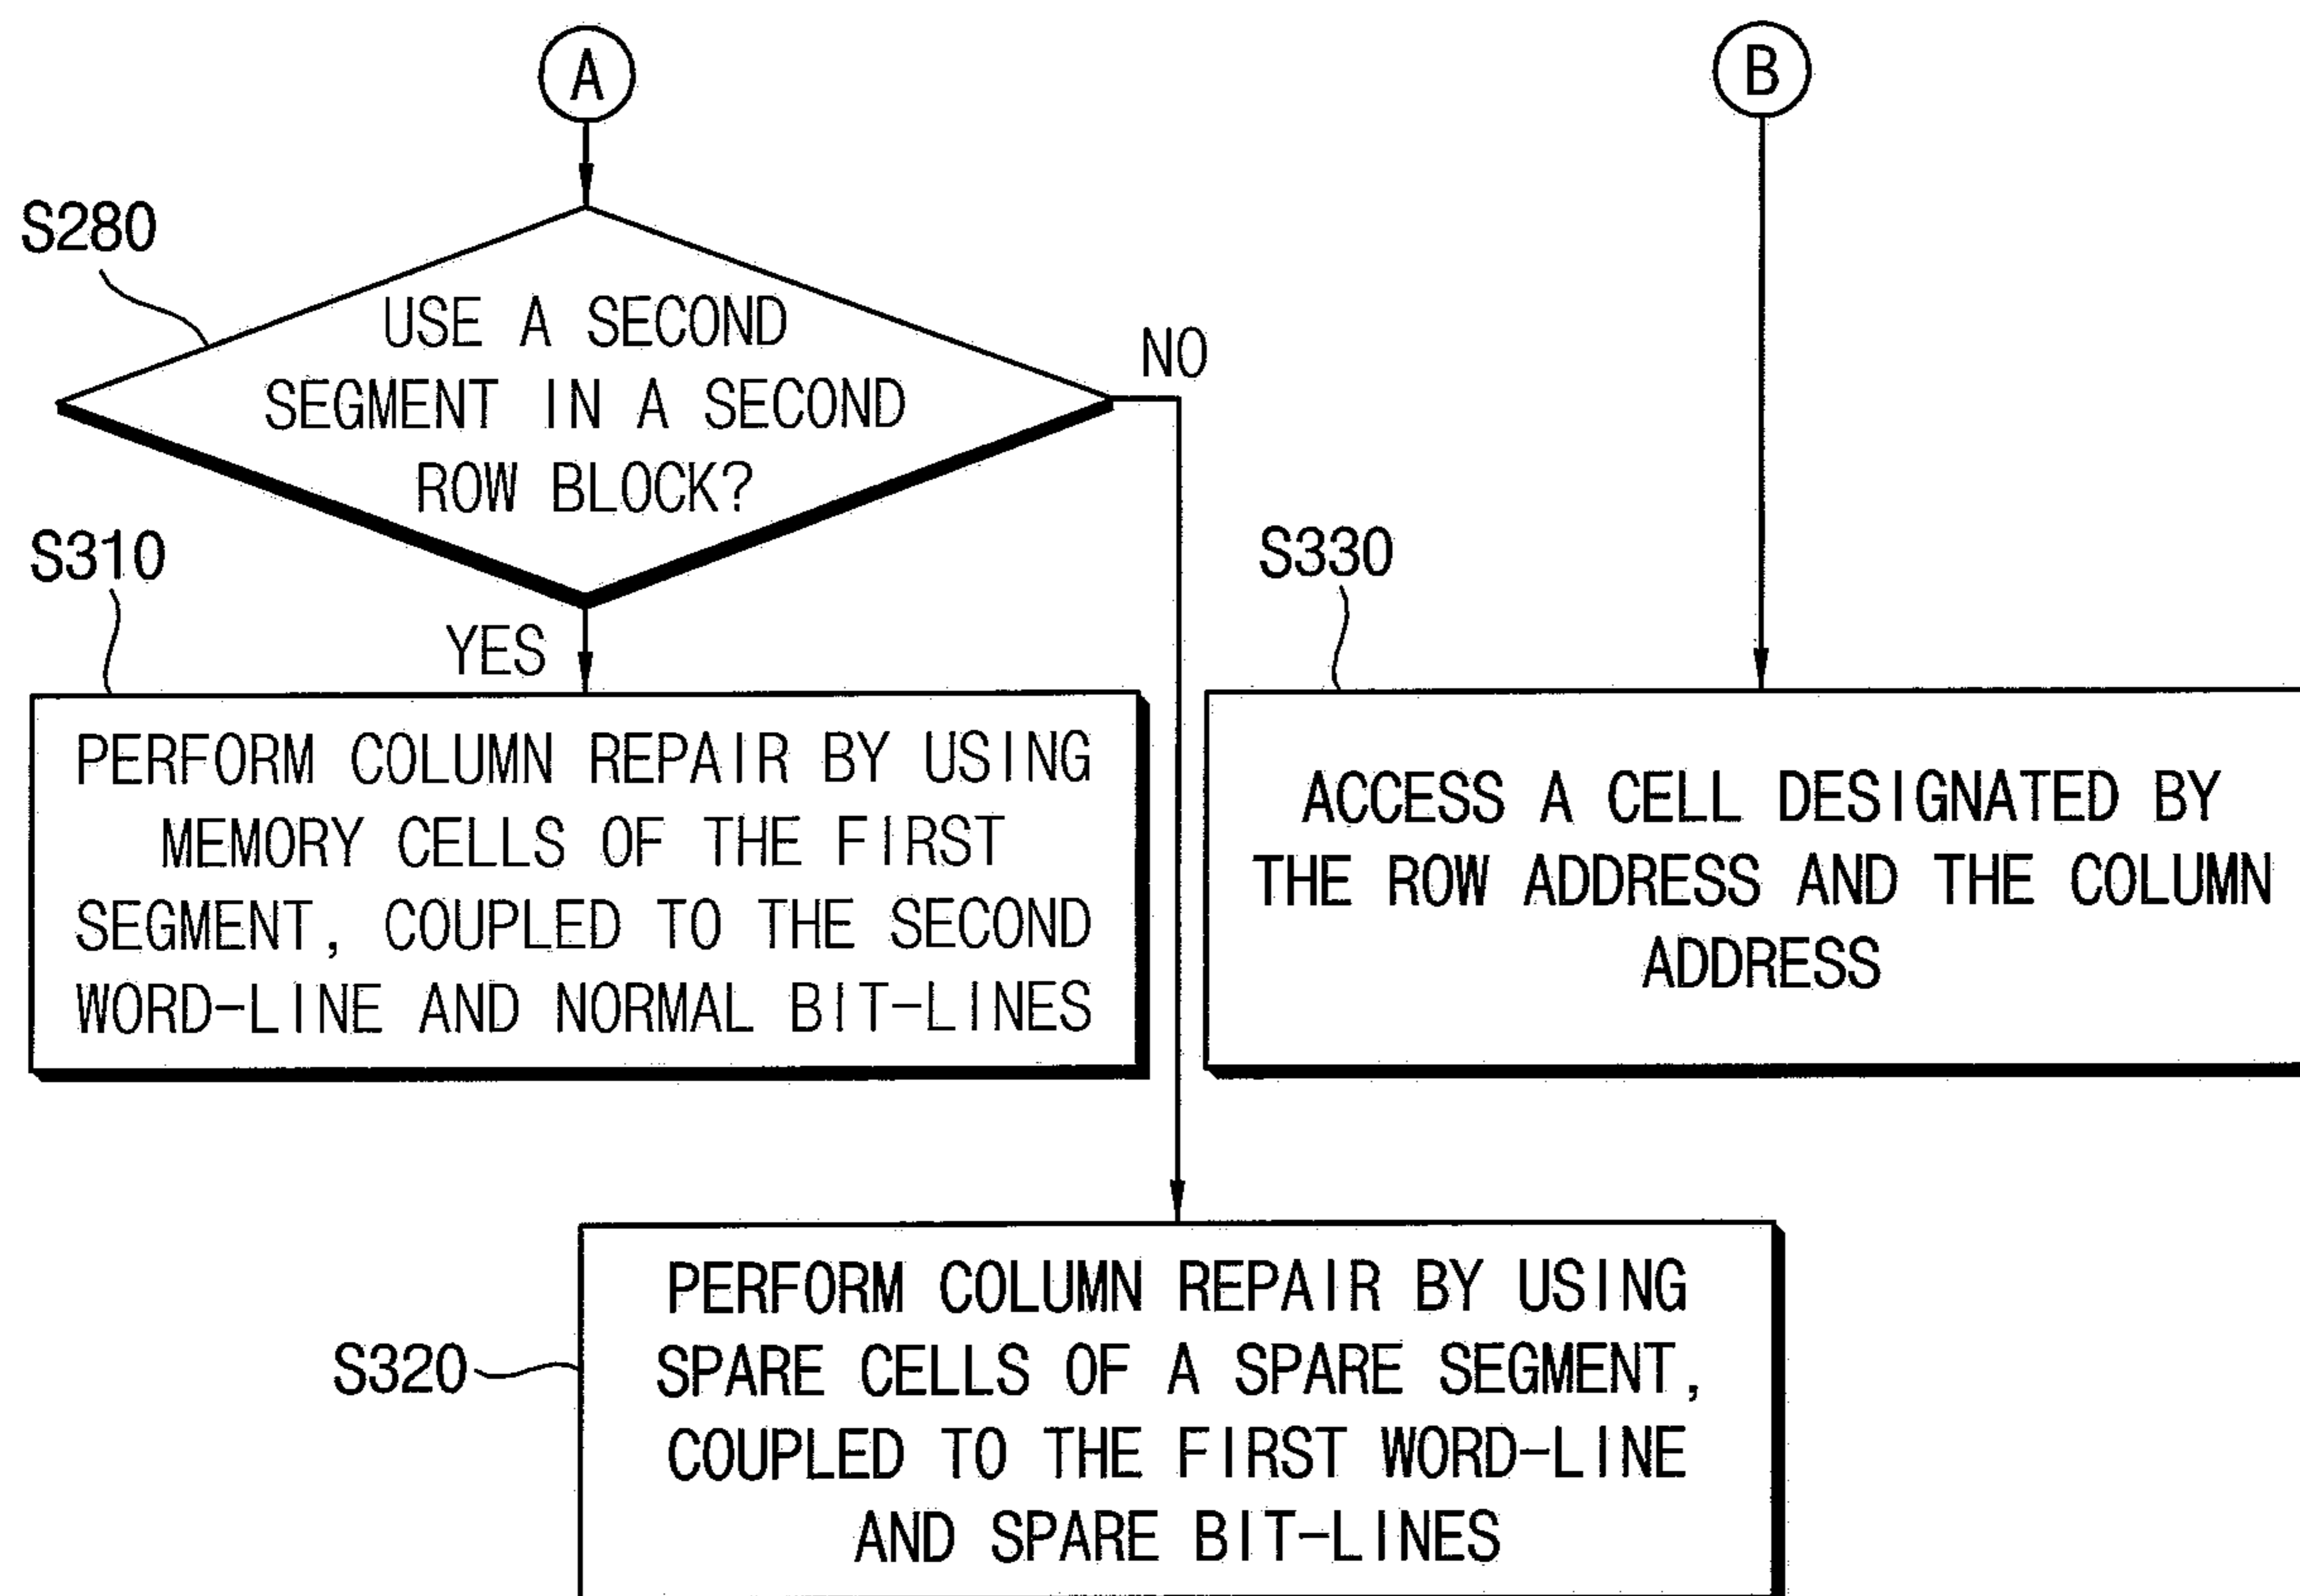 A
B
S280
USE A SECOND
SEGMENT IN A SECOND
ROW BLOCK?
NO
S310
YES
S330
PERFORM COLUMN REPAIR BY USING
MEMORY CELLS OF THE FIRST
SEGMENT, COUPLED TO THE SECOND
WORD-LINE AND NORMAL BIT-LINES
ACCESS A CELL DESIGNATED BY
THE ROW ADDRESS AND THE COLUMN
ADDRESS
S320
PERFORM COLUMN REPAIR BY USING
SPARE CELLS OF A SPARE SEGMENT,
COUPLED TO THE FIRST WORD-LINE
AND SPARE BIT-LINES